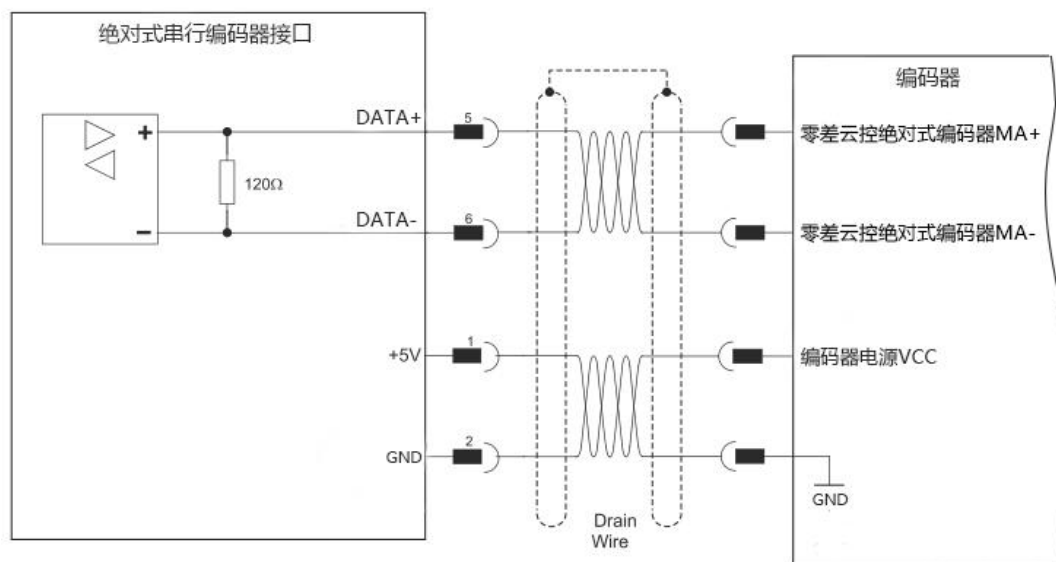 绝对式串行编码器接口
编码器
DATA+
5
零差云控绝对式编码器MA+
+
120Ω
DATA-
6
零差云控绝对式编码器MA-
-
+5V
1
编码器电源VCC
GND
2
GND
Drain
Wire